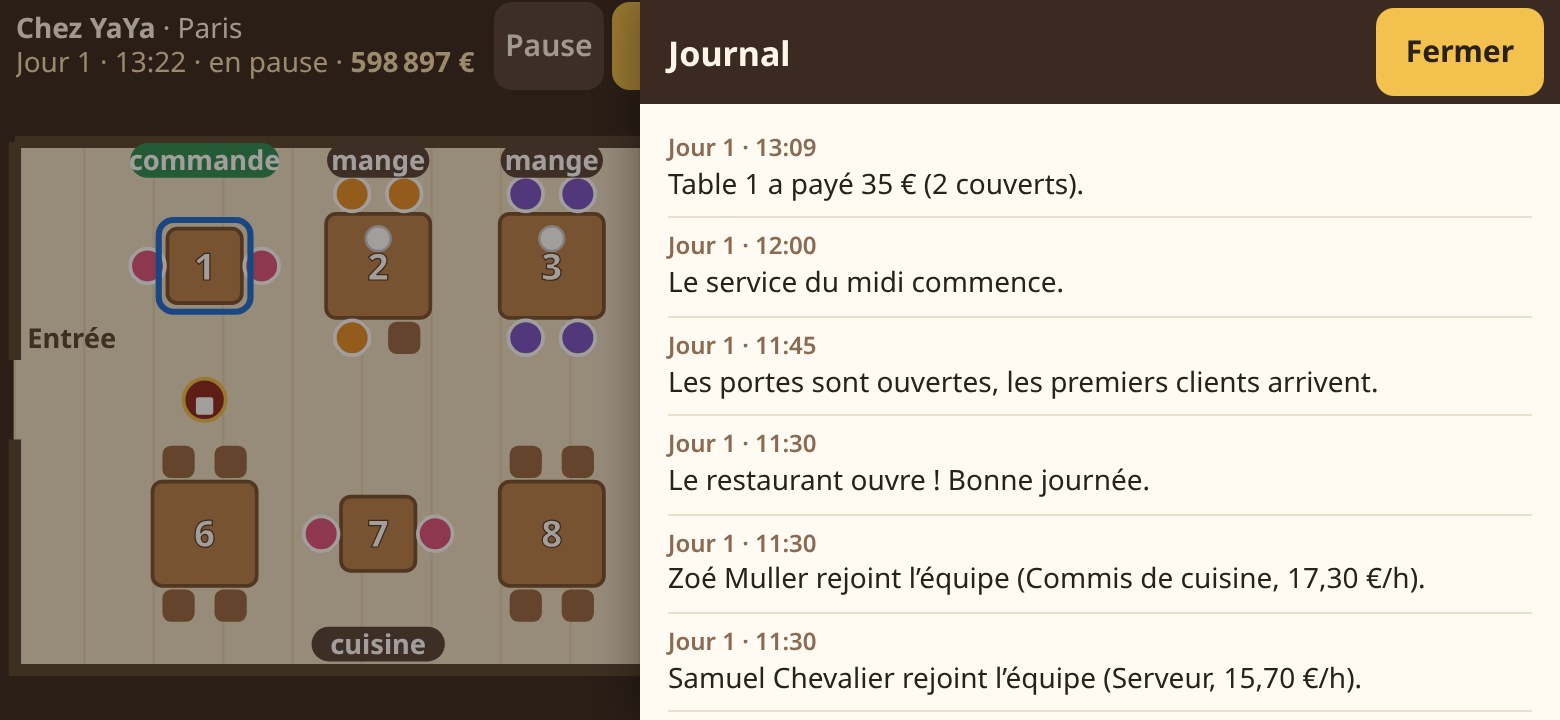 Chez YaYa · Paris
Jour 1 · 13:22 · en pause · 598 897 €
Pause
Journal
Fermer
commande
mange
mange
1
2
3
Entrée
6
7
8
cuisine
Jour 1 · 13:09
Table 1 a payé 35 € (2 couverts).
Jour 1 · 12:00
Le service du midi commence.
Jour 1 · 11:45
Les portes sont ouvertes, les premiers clients arrivent.
Jour 1 · 11:30
Le restaurant ouvre ! Bonne journée.
Jour 1 · 11:30
Zoé Muller rejoint l’équipe (Commis de cuisine, 17,30 €/h).
Jour 1 · 11:30
Samuel Chevalier rejoint l’équipe (Serveur, 15,70 €/h).